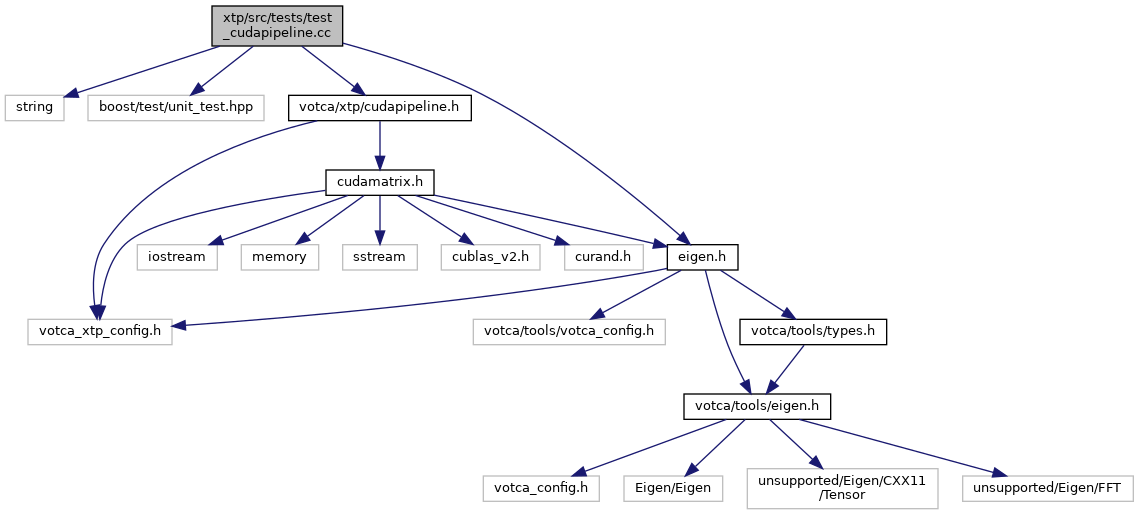 xtp/src/tests/test
_cudapipeline.cc
string
boost/test/unit_test.hpp
votca/xtp/cudapipeline.h
cudamatrix.h
iostream
memory
sstream
cublas_v2.h
curand.h
eigen.h
votca_xtp_config.h
votca/tools/votca_config.h
votca/tools/types.h
votca/tools/eigen.h
votca_config.h
Eigen/Eigen
unsupported/Eigen/CXX11
/Tensor
unsupported/Eigen/FFT